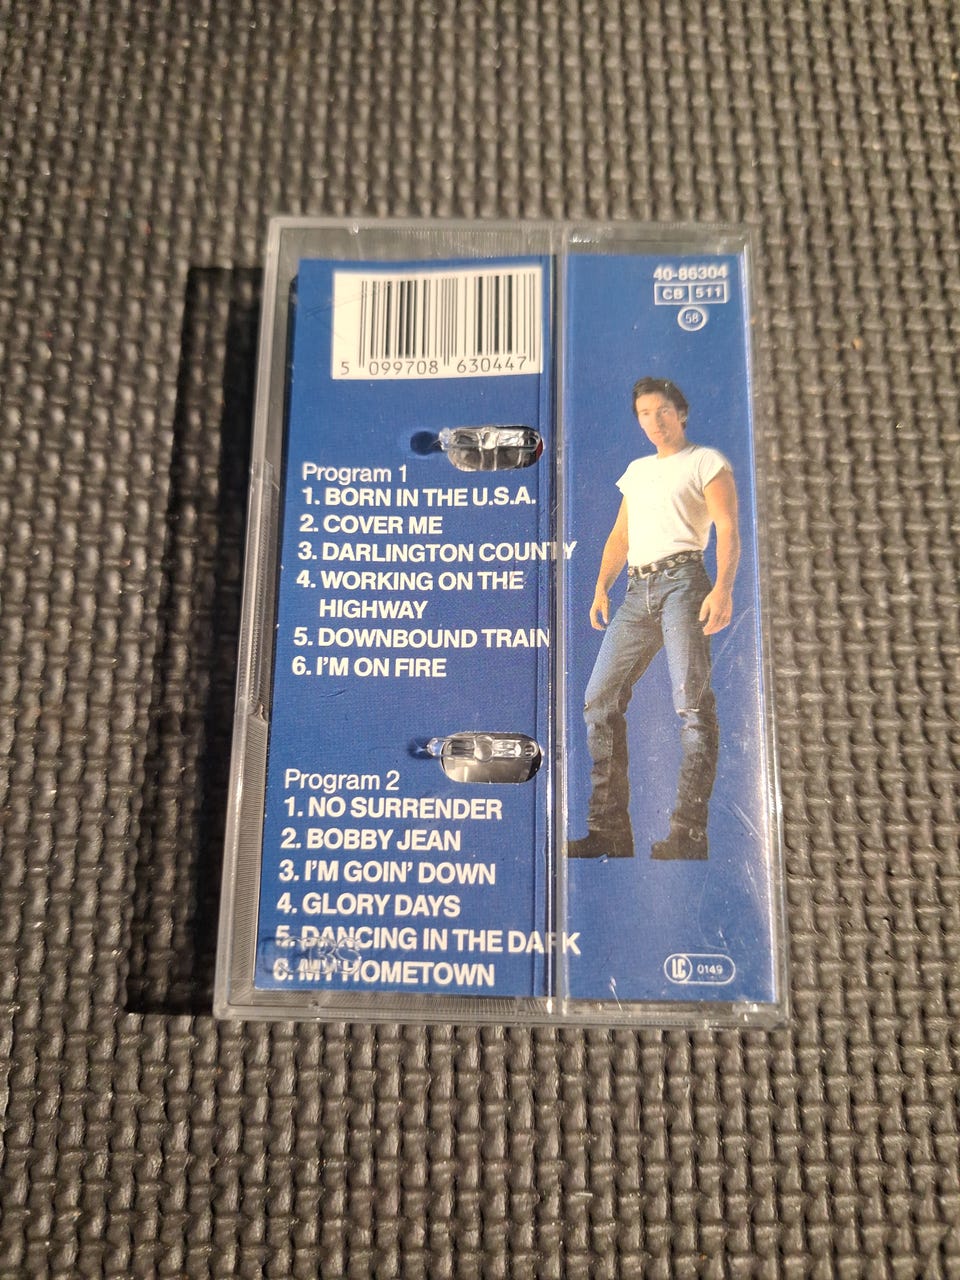 40-86304
CB 511
58
5 099708 630447
Program 1
1. BORN IN THE U.S.A.
2. COVER ME
3. DARLINGTON COUNTY
4. WORKING ON THE
HIGHWAY
5. DOWNBOUND TRAIN
6. I'M ON FIRE
Program 2
1. NO SURRENDER
2. BOBBY JEAN
3. I'M GOIN' DOWN
4. GLORY DAYS
5. DANCING IN THE DARK
CBS
6. MY HOMETOWN
LC 0149